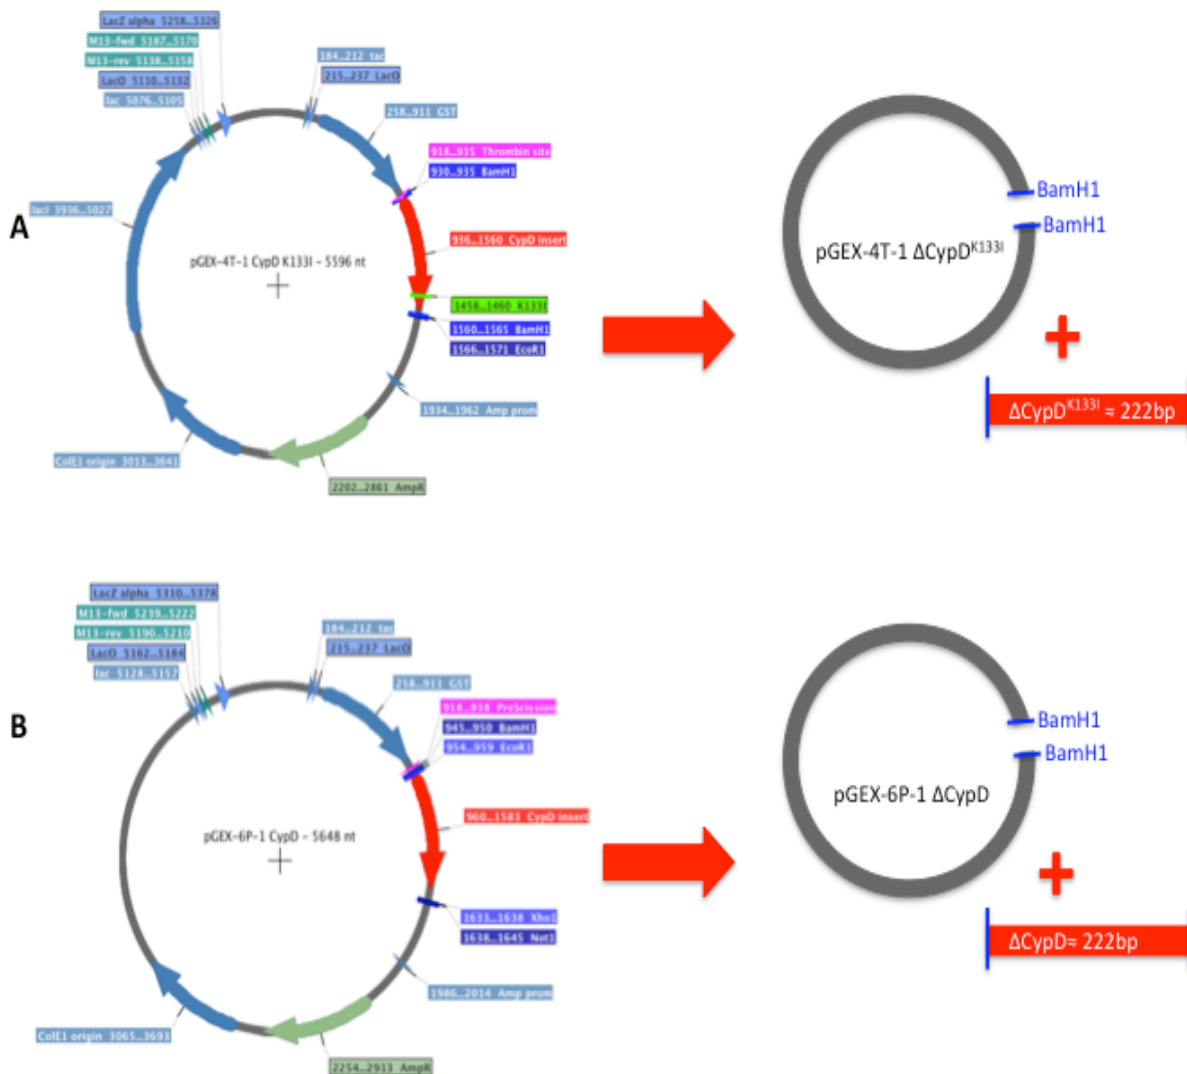 LacZ alpha 5258..5326
M13-fwd 5187..5170
M13-rev 5138..5158
LacO 5110..5132
lac 5076..5105
184..212 tac
215..237 LacO
258..911 GST
918..935 Thrombin site
930..935 BamH1
A
lacI 3936..5027
936..1560 CypD insert
pGEX-4T-1 CypD K133I - 5596 nt
1458..1460 K133I
1560..1565 BamH1
1566..1571 EcoR1
1934..1962 Amp prom
ColE1 origin 3013..3641
2202..2861 AmpR
BamH1
BamH1
pGEX-4T-1 ΔCypD^K133I
+
ΔCypD^K133I = 222bp
LacZ alpha 5310..5378
M13-fwd 5239..5222
M13-rev 5190..5210
LacO 5162..5184
lac 5128..5157
184..212 tac
215..237 LacO
258..911 GST
918..938 PreScission
945..950 BamH1
954..959 EcoR1
B
960..1583 CypD insert
pGEX-6P-1 CypD - 5648 nt
1633..1638 Xho1
1638..1645 Not1
1986..2014 Amp prom
ColE1 origin 3065..3693
2254..2913 AmpR
BamH1
BamH1
pGEX-6P-1 ΔCypD
+
ΔCypD= 222bp